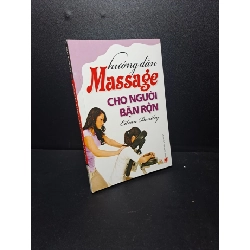 hướng dẫn
Massage
CHO NGƯỜI
BẬN RỘN